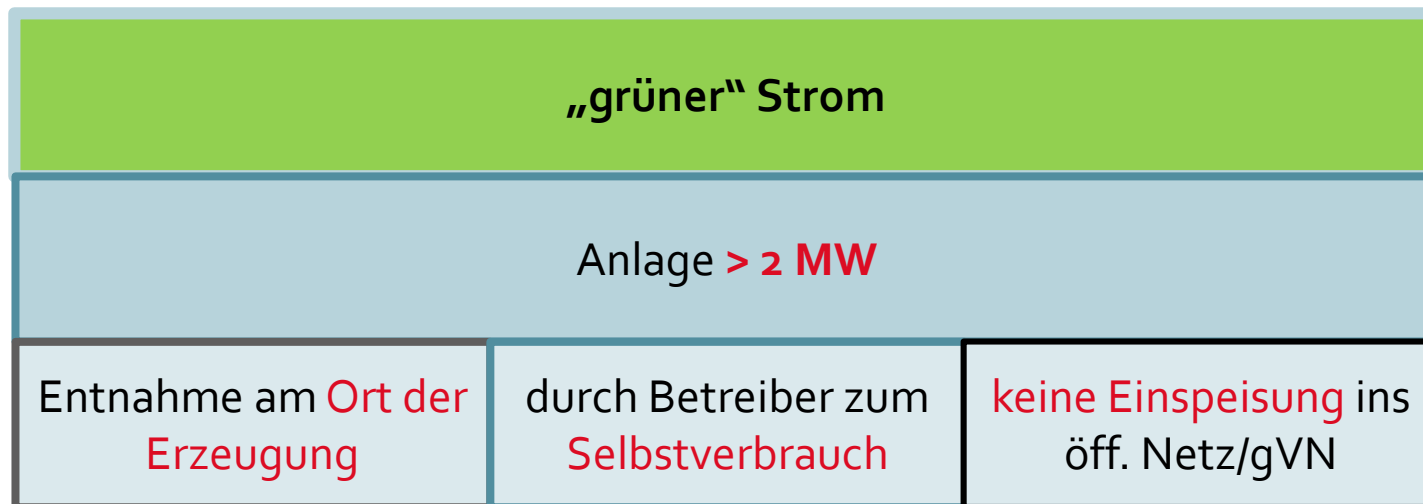 „grüner“ Strom
Anlage > 2 MW
Entnahme am Ort der
Erzeugung
durch Betreiber zum
Selbstverbrauch
keine Einspeisung ins
öff. Netz/gVN